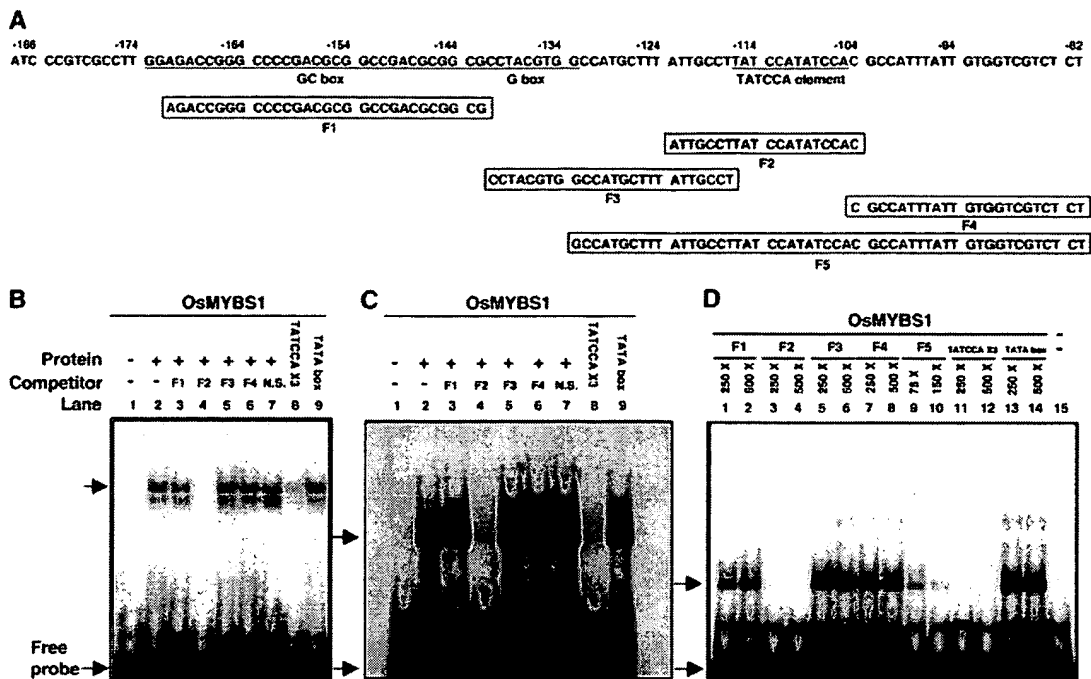 A
-186 -174 -164 -154 -144 -134 -124 -114 -104 -94 -82
ATC CCGTCGCCTT GGAGACCGGG CCCCGACGCG GCCGACGCGG CGCCTACGTG GCCATGCTTT ATTGCCTTAT CCATATCCAC GCCATTTATT GTGGTCGTCT CT
GC box G box TATCCA element
AGACCGGG CCCCGACGCG GCCGACGCGG CG
F1
ATTGCCTTAT CCATATCCAC
F2
CCTACGTG GCCATGCTTT ATTGCCT
F3
C GCCATTTATT GTGGTCGTCT CT
F4
GCCATGCTTT ATTGCCTTAT CCATATCCAC GCCATTTATT GTGGTCGTCT CT
F5
B
OsMYBS1
Protein - + + + + + + TATCCA X3 TATA box
Competitor - - F1 F2 F3 F4 N.S.
Lane 1 2 3 4 5 6 7 8 9
Free probe
C
OsMYBS1
- + + + + + + TATCCA X3 TATA box
- - F1 F2 F3 F4 N.S.
1 2 3 4 5 6 7 8 9
D
OsMYBS1
F1 F2 F3 F4 F5 TATCCA X3 TATA box - -
250 X 500 X 250 X 500 X 250 X 500 X 250 X 500 X 75 X 150 X 250 X 500 X 250 X 500 X
1 2 3 4 5 6 7 8 9 10 11 12 13 14 15